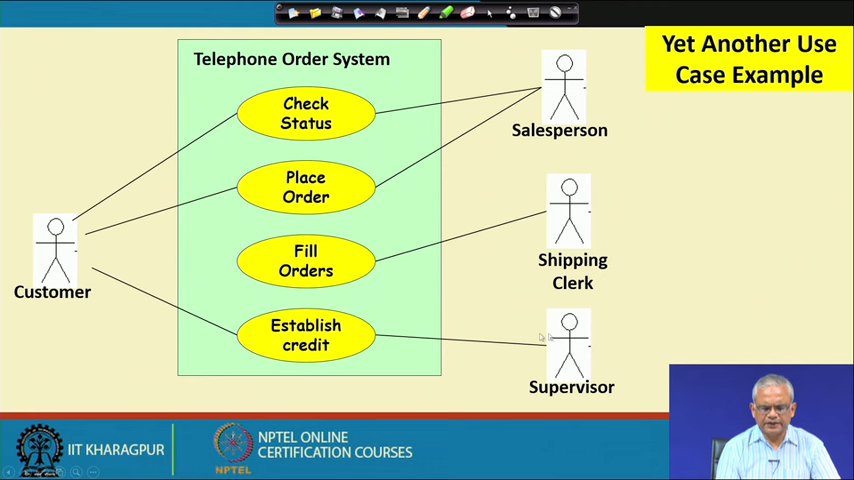 Yet Another Use
Case Example
Telephone Order System
Check
Status
Place
Order
Fill
Orders
Establish
credit
Customer
Salesperson
Shipping
Clerk
Supervisor
IIT KHARAGPUR
NPTEL
NPTEL ONLINE
CERTIFICATION COURSES